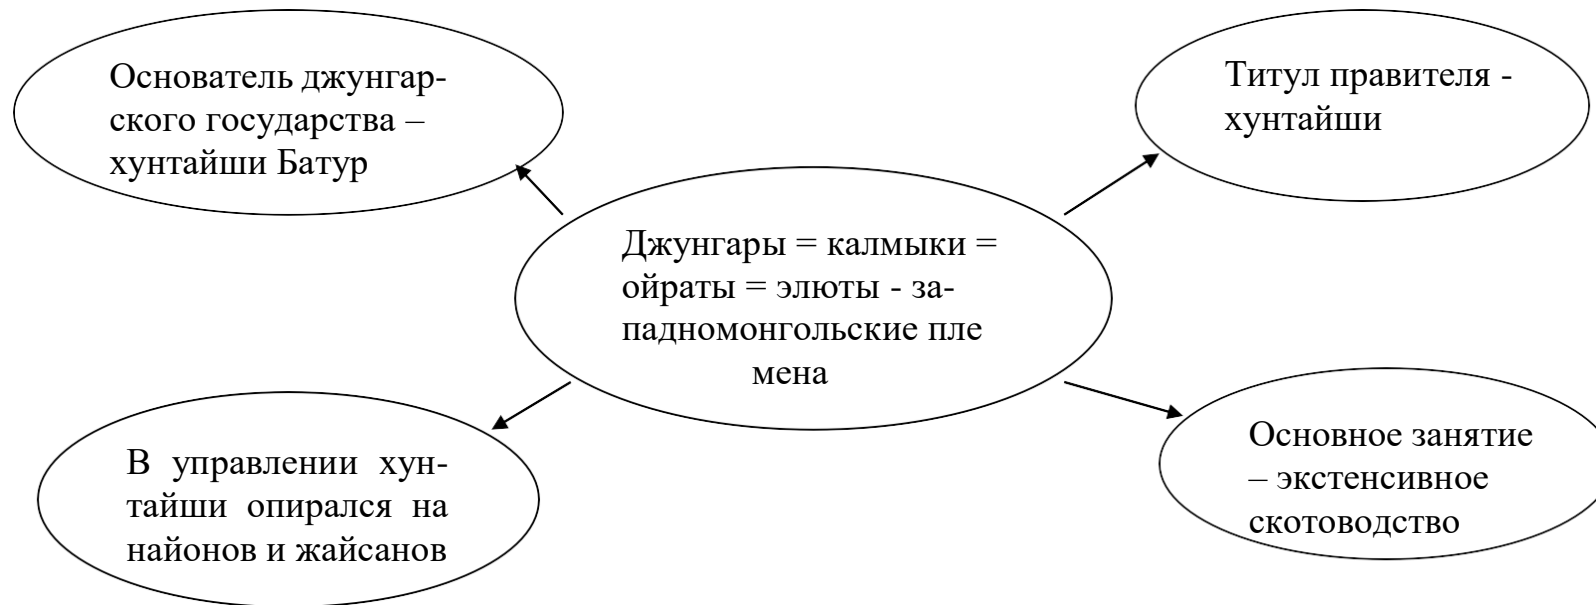 Основатель джунгар-
ского государства –
хунтайши Батур
Титул правителя -
хунтайши
Джунгары = калмыки =
ойраты = элюты - за-
падномонгольские пле
мена
В управлении хун-
тайши опирался на
найонов и жайсанов
Основное занятие
– экстенсивное
скотоводство